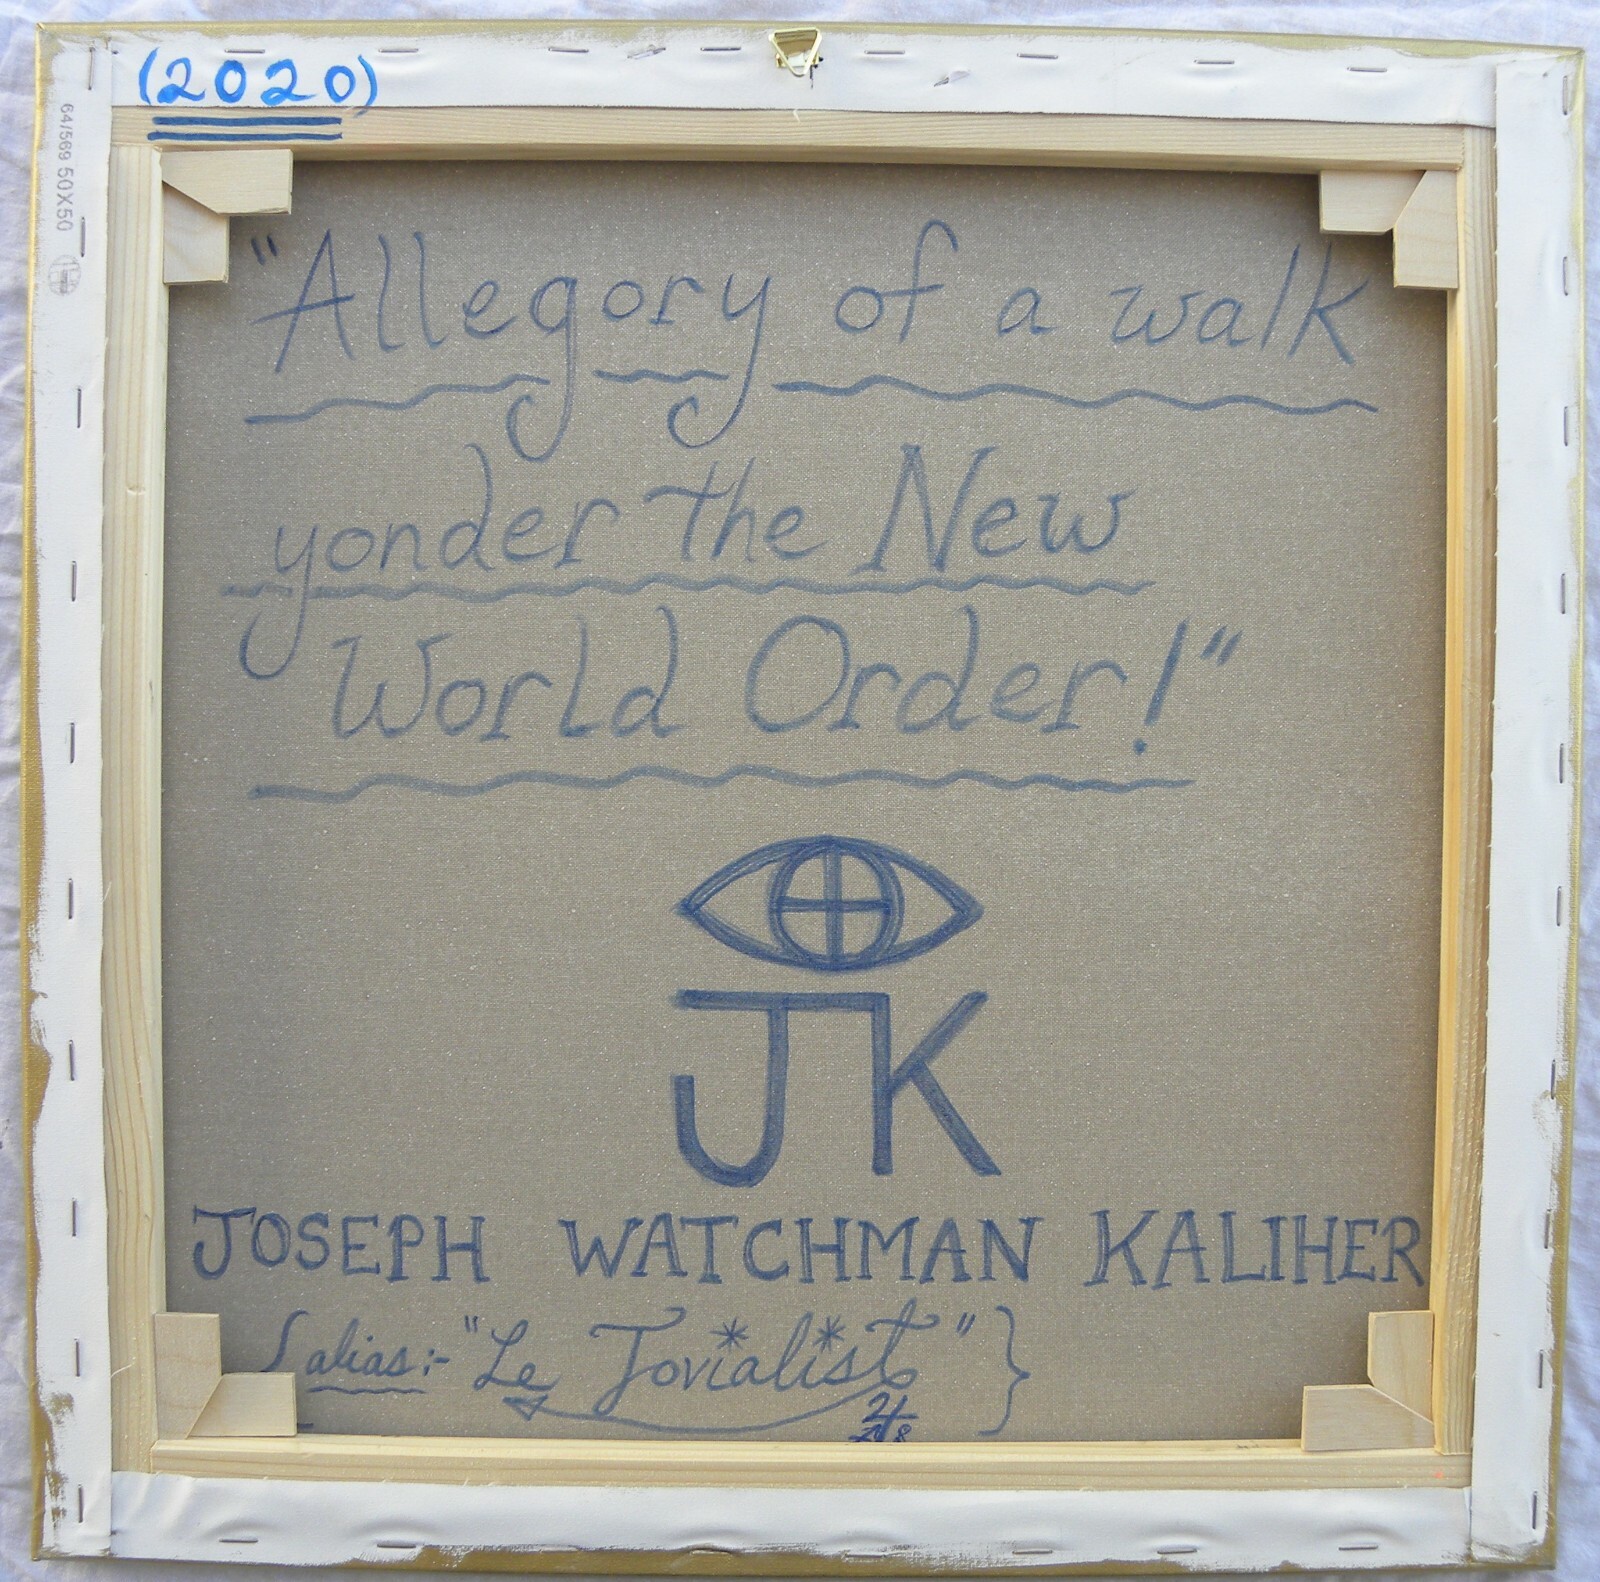 (2020)
64/569 50X50
"Allegory of a walk
yonder the New
World Order!"
JK
JOSEPH WATCHMAN KALIHER
{alias:- "Le Jovialist"}